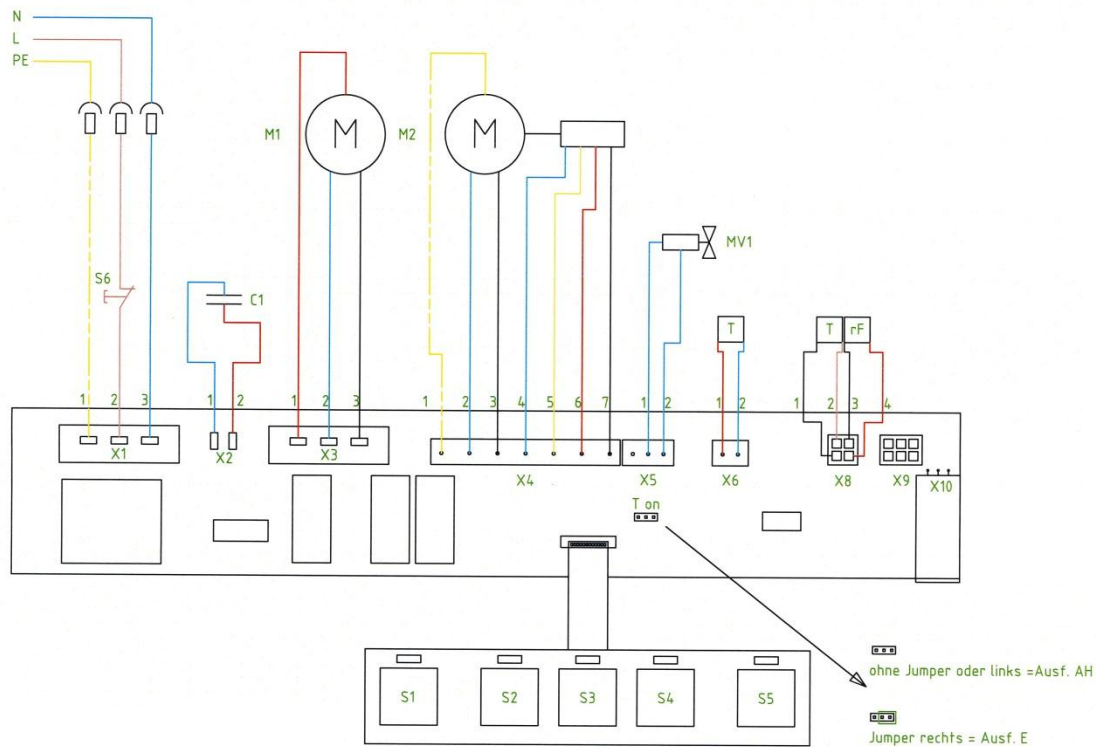 N
L
PE
M1
M
M2
M
MV1
S6
C1
T
T rF
1 2 3
1 2
1 2 3
1 2 3 4 5 6 7
1 2
1 2
1 2 3 4
X1
X2
X3
X4
X5
X6
X8
X9
X10
T on
ohne Jumper oder links =Ausf. AH
S1
S2
S3
S4
S5
Jumper rechts = Ausf. E